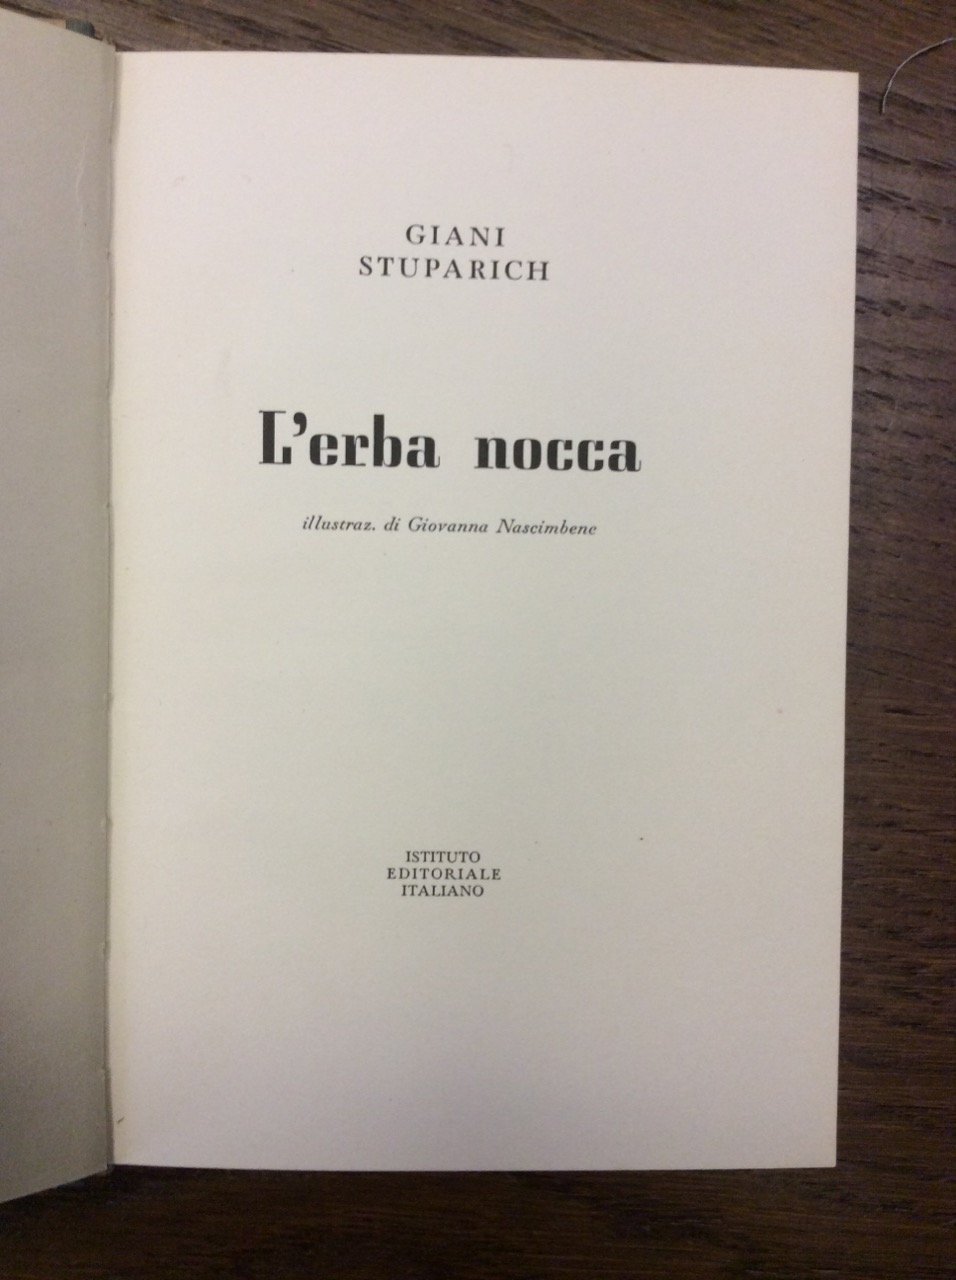 GIANI
STUPARICH
L'erba nocca
illustraz. di Giovanna Nascimbene
ISTITUTO
EDITORIALE
ITALIANO